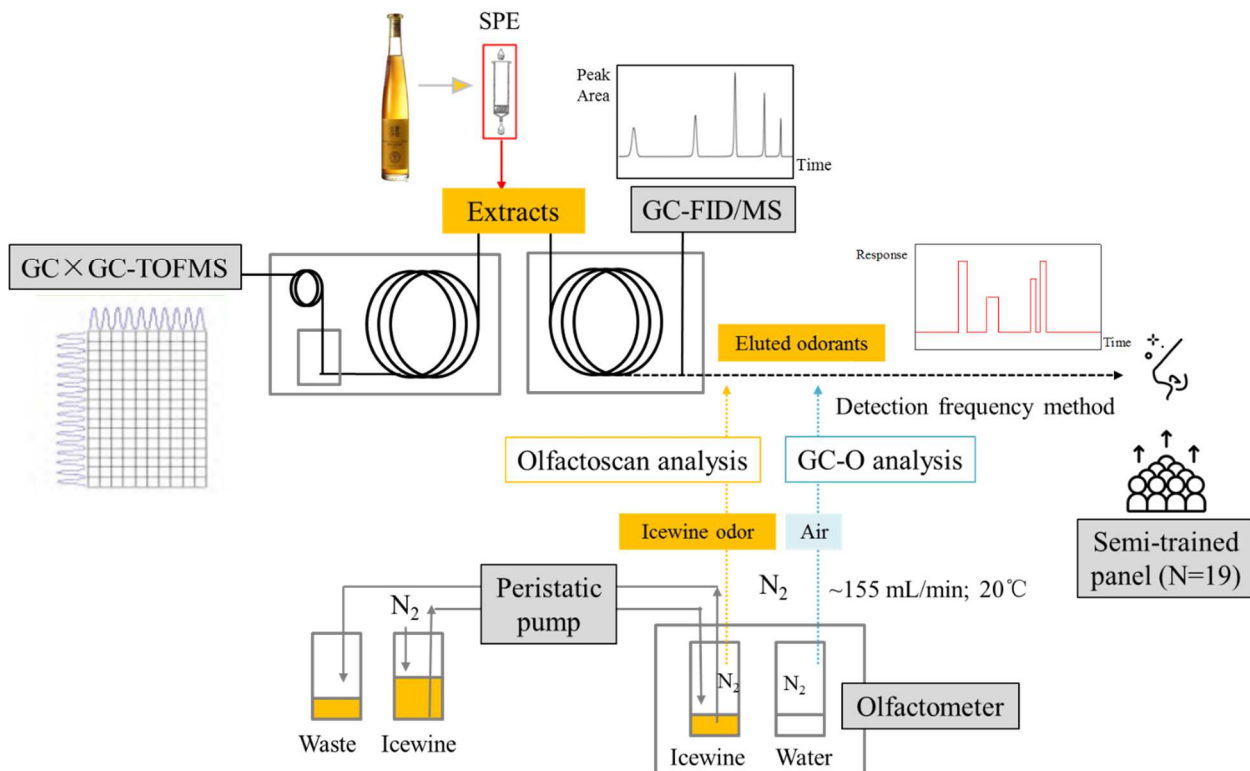 SPE
Peak
Area
Time
Extracts
GC-FID/MS
GC×GC-TOFMS
Response
Time
Eluted odorants
Detection frequency method
Olfactoscan analysis
GC-O analysis
Icewine odor
Air
Semi-trained
panel (N=19)
Peristatic
pump
N₂
~155 mL/min; 20℃
N₂
N₂
N₂
Olfactometer
Waste
Icewine
Icewine
Water